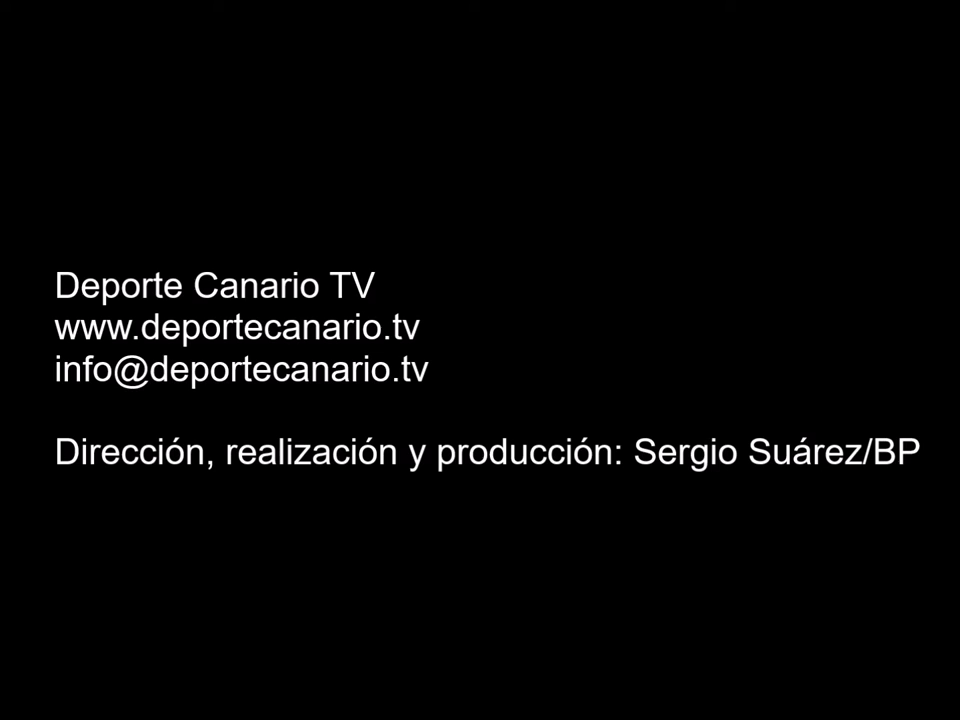 Deporte Canario TV
www.deportecanario.tv
info@deportecanario.tv
Dirección, realización y producción: Sergio Suárez/BP